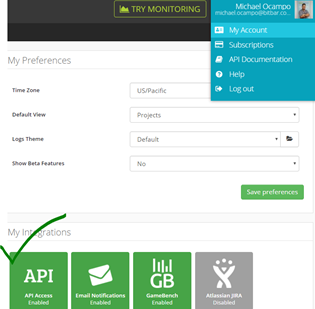 TRY MONITORING
Michael Ocampo
michael.ocampo@bitbar.co...
My Account
Subscriptions
API Documentation
Help
Log out
My Preferences
Time Zone
US/Pacific
Default View
Projects
Logs Theme
Default
Show Beta Features
No
Save preferences
My Integrations
API
GB
API Access
Enabled
Email Notifications
Enabled
GameBench
Enabled
Atlassian JIRA
Disabled